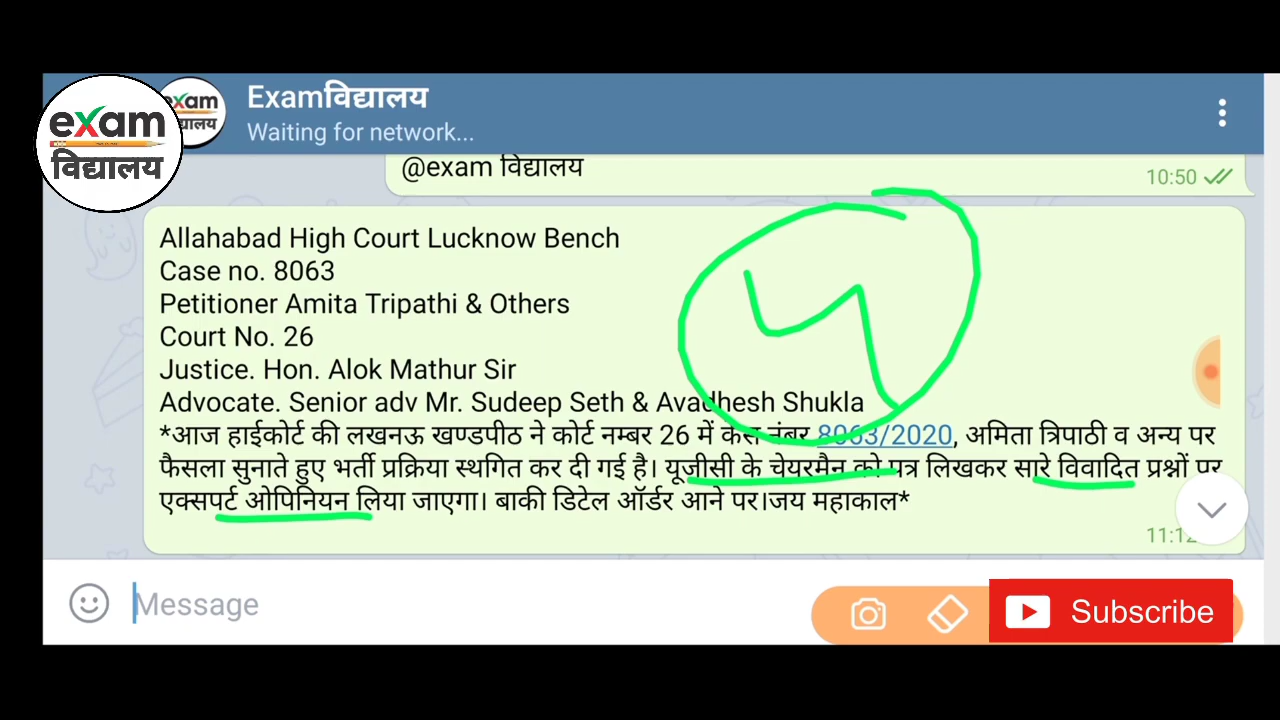 exam
विद्यालय
Examविद्यालय
Waiting for network...
@exam विद्यालय
10:50
Allahabad High Court Lucknow Bench
Case no. 8063
Petitioner Amita Tripathi & Others
Court No. 26
Justice. Hon. Alok Mathur Sir
Advocate. Senior adv Mr. Sudeep Seth & Avadhesh Shukla
*आज हाईकोर्ट की लखनऊ खण्डपीठ ने कोर्ट नम्बर 26 में केस नंबर 8063/2020, अमिता त्रिपाठी व अन्य पर
फैसला सुनाते हुए भर्ती प्रक्रिया स्थगित कर दी गई है। यूजीसी के चेयरमैन को पत्र लिखकर सारे विवादित प्रश्नों पर
एक्सपर्ट ओपिनियन लिया जाएगा। बाकी डिटेल ऑर्डर आने पर।जय महाकाल*
Message
Subscribe